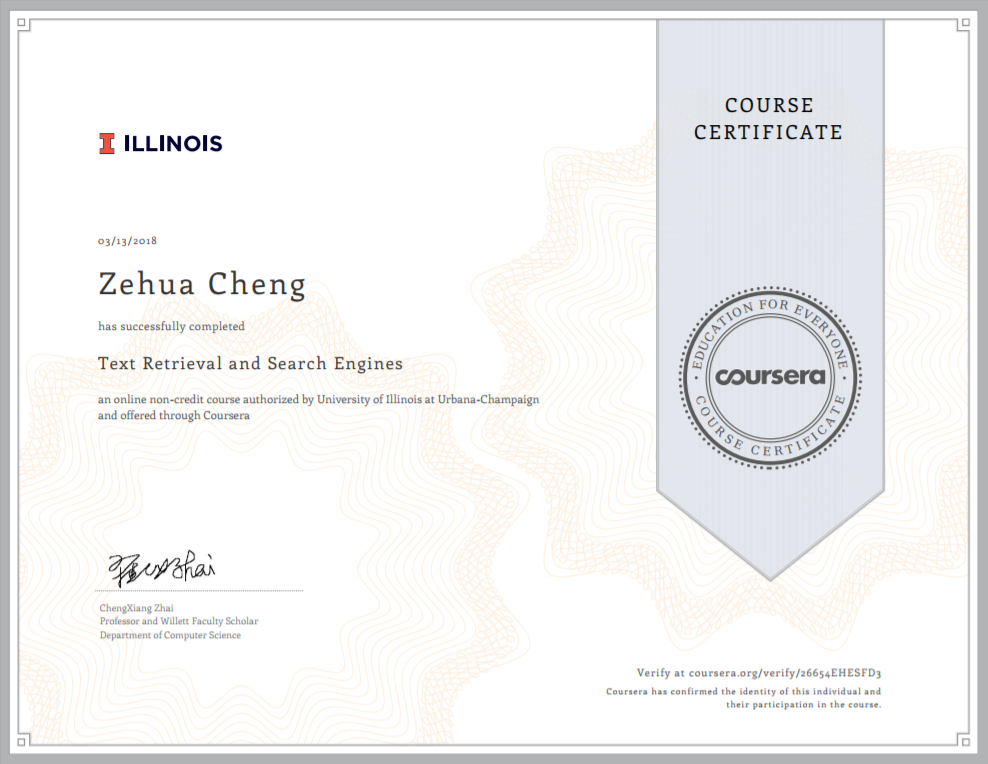 COURSE
CERTIFICATE
I ILLINOIS
03/13/2018
Zehua Cheng
has successfully completed
Text Retrieval and Search Engines
an online non-credit course authorized by University of Illinois at Urbana-Champaign
and offered through Coursera
EDUCATION FOR EVERYONE
coursera
COURSE CERTIFICATE
ChengXiang Zhai
Professor and Willett Faculty Scholar
Department of Computer Science
Verify at coursera.org/verify/26654EHESFD3
Coursera has confirmed the identity of this individual and
their participation in the course.